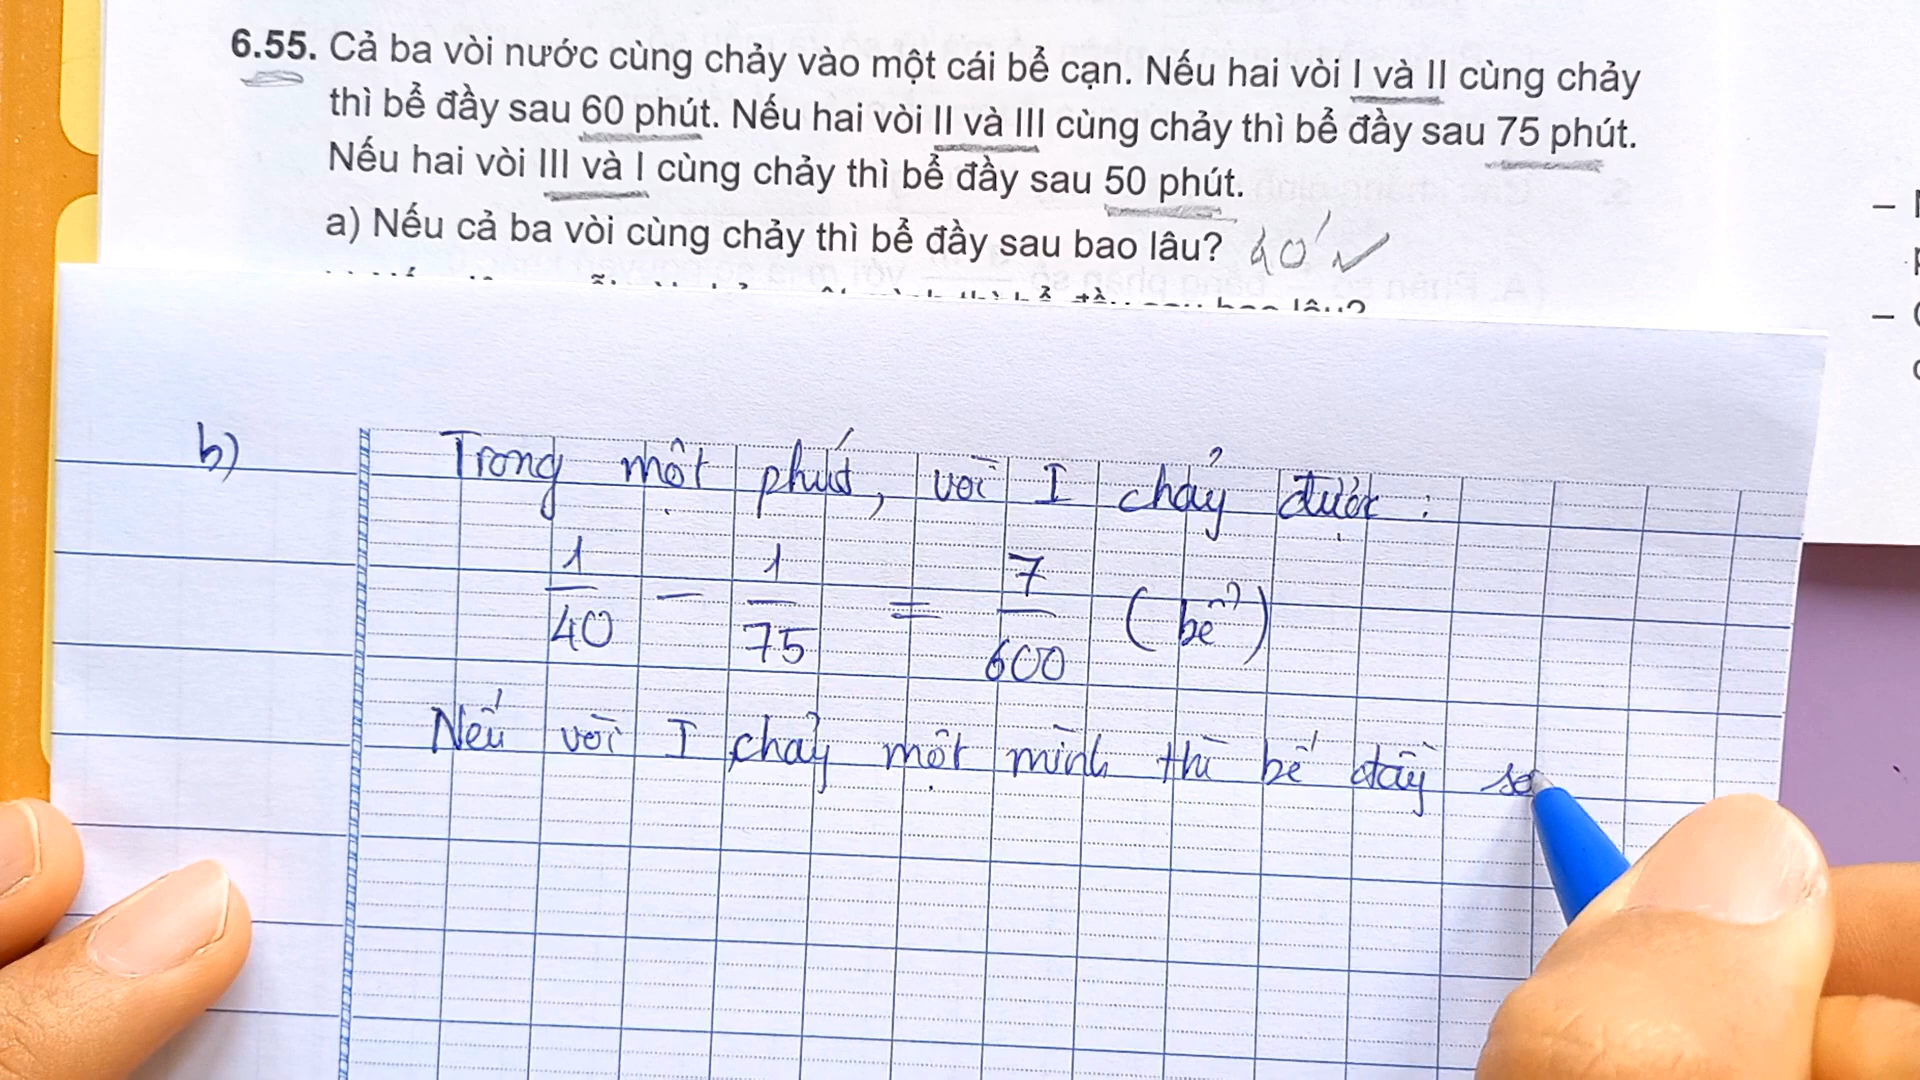 6.55. Cả ba vòi nước cùng chảy vào một cái bể cạn. Nếu hai vòi I và II cùng chảy
thì bể đầy sau 60 phút. Nếu hai vòi II và III cùng chảy thì bể đầy sau 75 phút.
Nếu hai vòi III và I cùng chảy thì bể đầy sau 50 phút.
a) Nếu cả ba vòi cùng chảy thì bể đầy sau bao lâu? 40' ✓
b) Trong một phút, vòi I chảy được :
1/40 − 1/75 = 7/600 (bể)
Nếu vòi I chảy một mình thì bể đầy sa